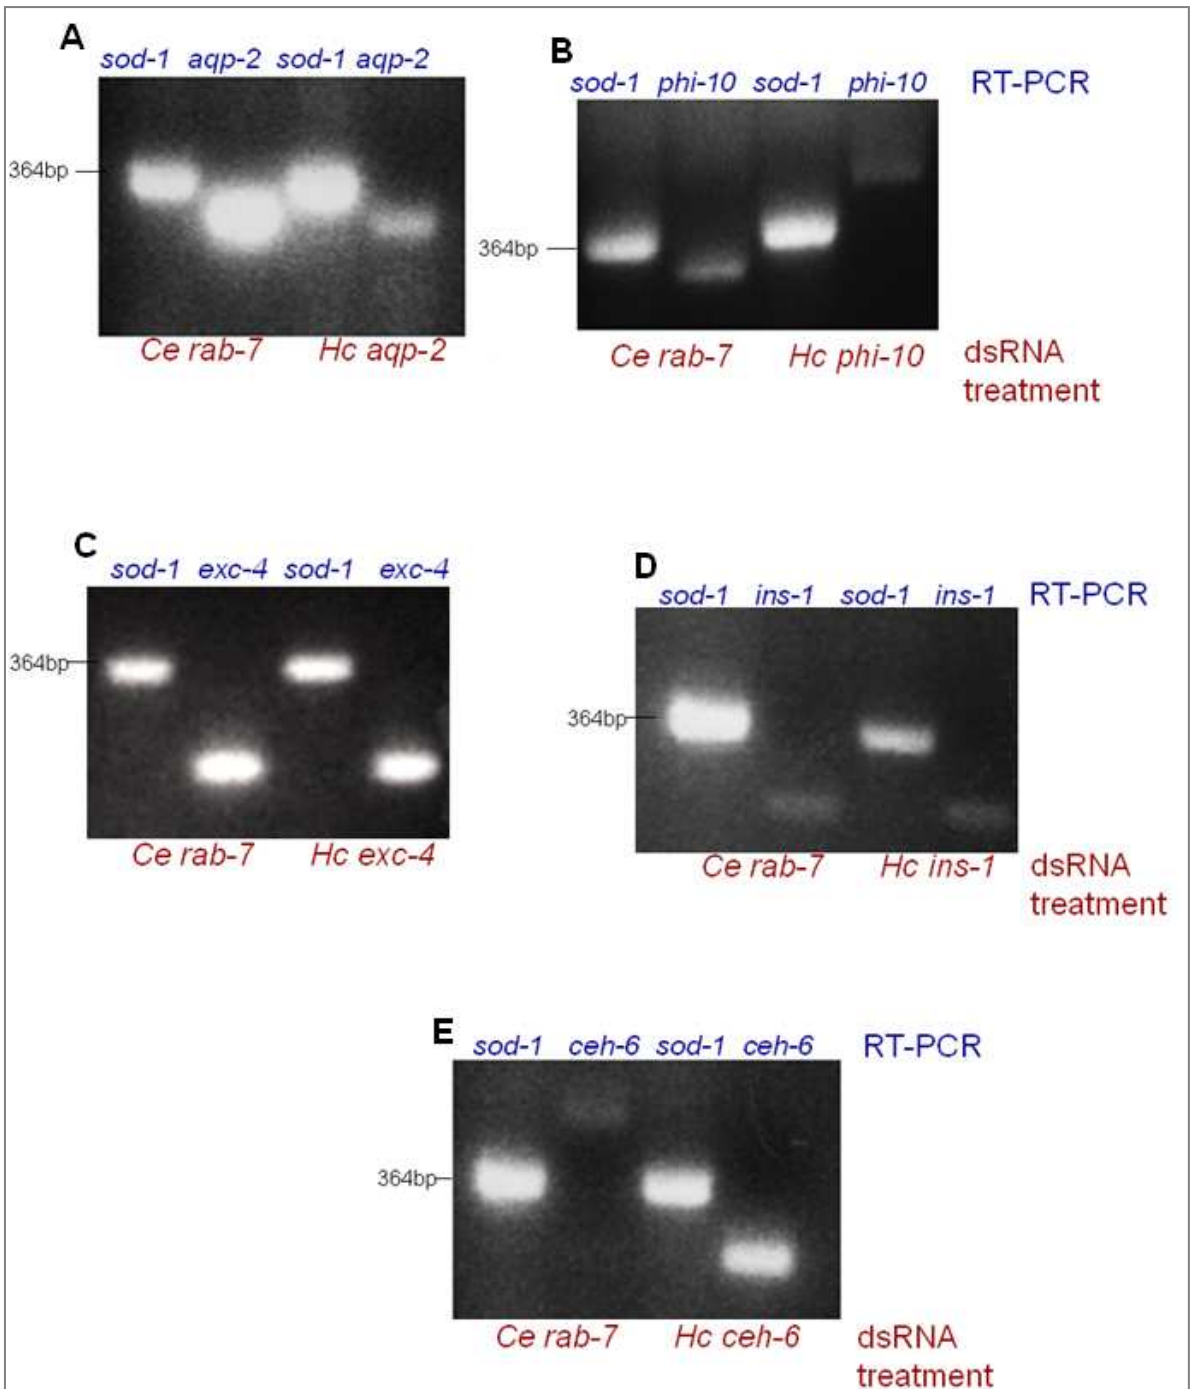 A
sod-1 aqp-2 sod-1 aqp-2
364bp
Ce rab-7 Hc aqp-2
B
sod-1 phi-10 sod-1 phi-10 RT-PCR
364bp
Ce rab-7 Hc phi-10 dsRNA
treatment
C
sod-1 exc-4 sod-1 exc-4
364bp
Ce rab-7 Hc exc-4
D
sod-1 ins-1 sod-1 ins-1 RT-PCR
364bp
Ce rab-7 Hc ins-1 dsRNA
treatment
E
sod-1 ceh-6 sod-1 ceh-6 RT-PCR
364bp
Ce rab-7 Hc ceh-6 dsRNA
treatment